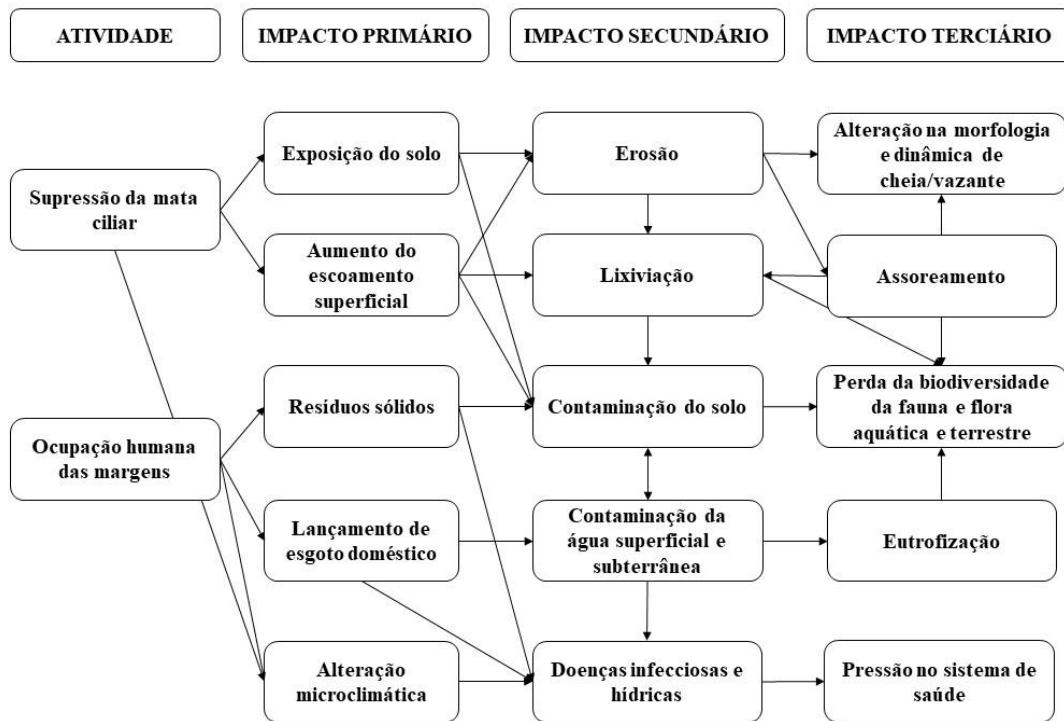 ATIVIDADE
IMPACTO PRIMÁRIO
IMPACTO SECUNDÁRIO
IMPACTO TERCIÁRIO
Supressão da mata
ciliar
Ocupação humana
das margens
Exposição do solo
Aumento do
escoamento
superficial
Resíduos sólidos
Lançamento de
esgoto doméstico
Alteração
microclimática
Erosão
Lixiviação
Contaminação do solo
Contaminação da
água superficial e
subterrânea
Doenças infecciosas e
hídricas
Alteração na morfologia
e dinâmica de
cheia/vazante
Assoreamento
Perda da biodiversidade
da fauna e flora
aquática e terrestre
Eutrofização
Pressão no sistema de
saúde